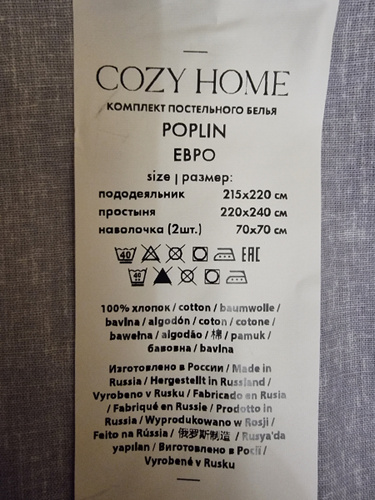 COZY HOME
КОМПЛЕКТ ПОСТЕЛЬНОГО БЕЛЬЯ
POPLIN
ЕВРО
size | размер:
пододеяльник 215x220 см
простыня 220x240 см
наволочка (2шт.) 70x70 см
40 EAC
40
100% хлопок / cotton / baumwolle /
bavlna / algodón / coton / cotone /
bawełna / algodão / 棉 / pamuk /
бавовна / bavlna
Изготовлено в России / Made in
Russia / Hergestellt in Russland /
Vyrobeno v Rusku / Fabricado en Rusia
/ Fabriqué en Russie / Prodotto in
Russia / Wyprodukowano w Rosji /
Feito na Rússia / 俄罗斯制造 / Rusya'da
yapılan / Виготовлено в Росії /
Vyrobené v Rusku